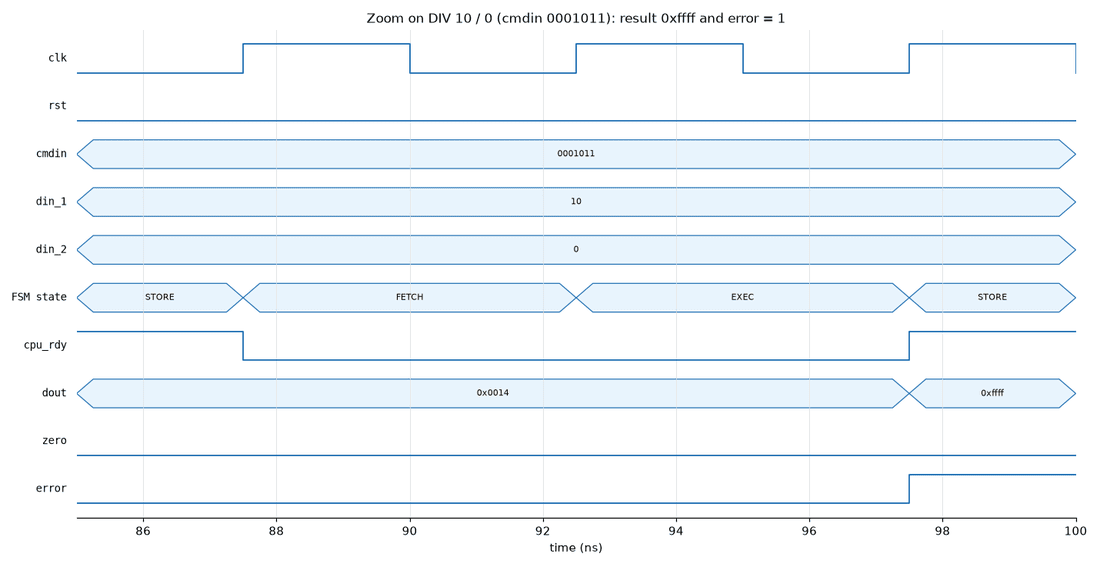 Zoom on DIV 10 / 0 (cmdin 0001011): result 0xffff and error = 1
clk
rst
cmdin 0001011
din_1 10
din_2 0
FSM state STORE FETCH EXEC STORE
cpu_rdy
dout 0x0014 0xffff
zero
error
86 88 90 92 94 96 98 100
time (ns)